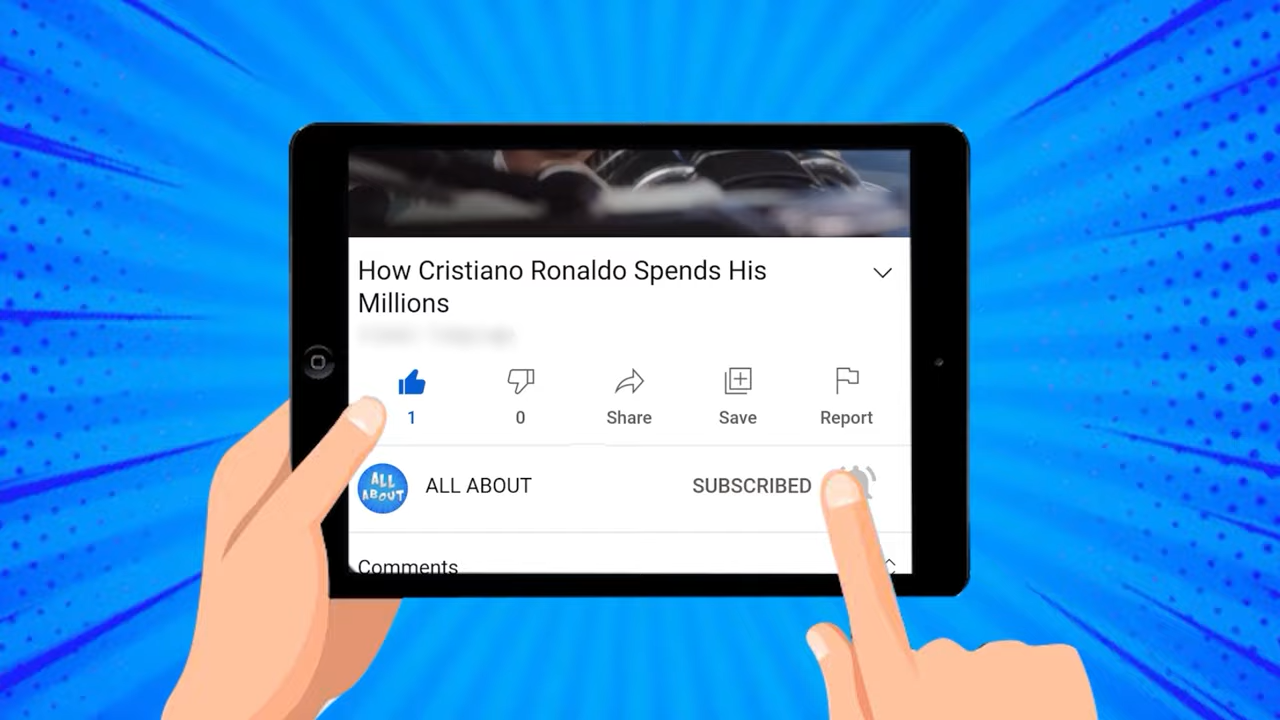 How Cristiano Ronaldo Spends His
Millions
1
0
Share
Save
Report
ALL
ABOUT
ALL ABOUT
SUBSCRIBED
Comments